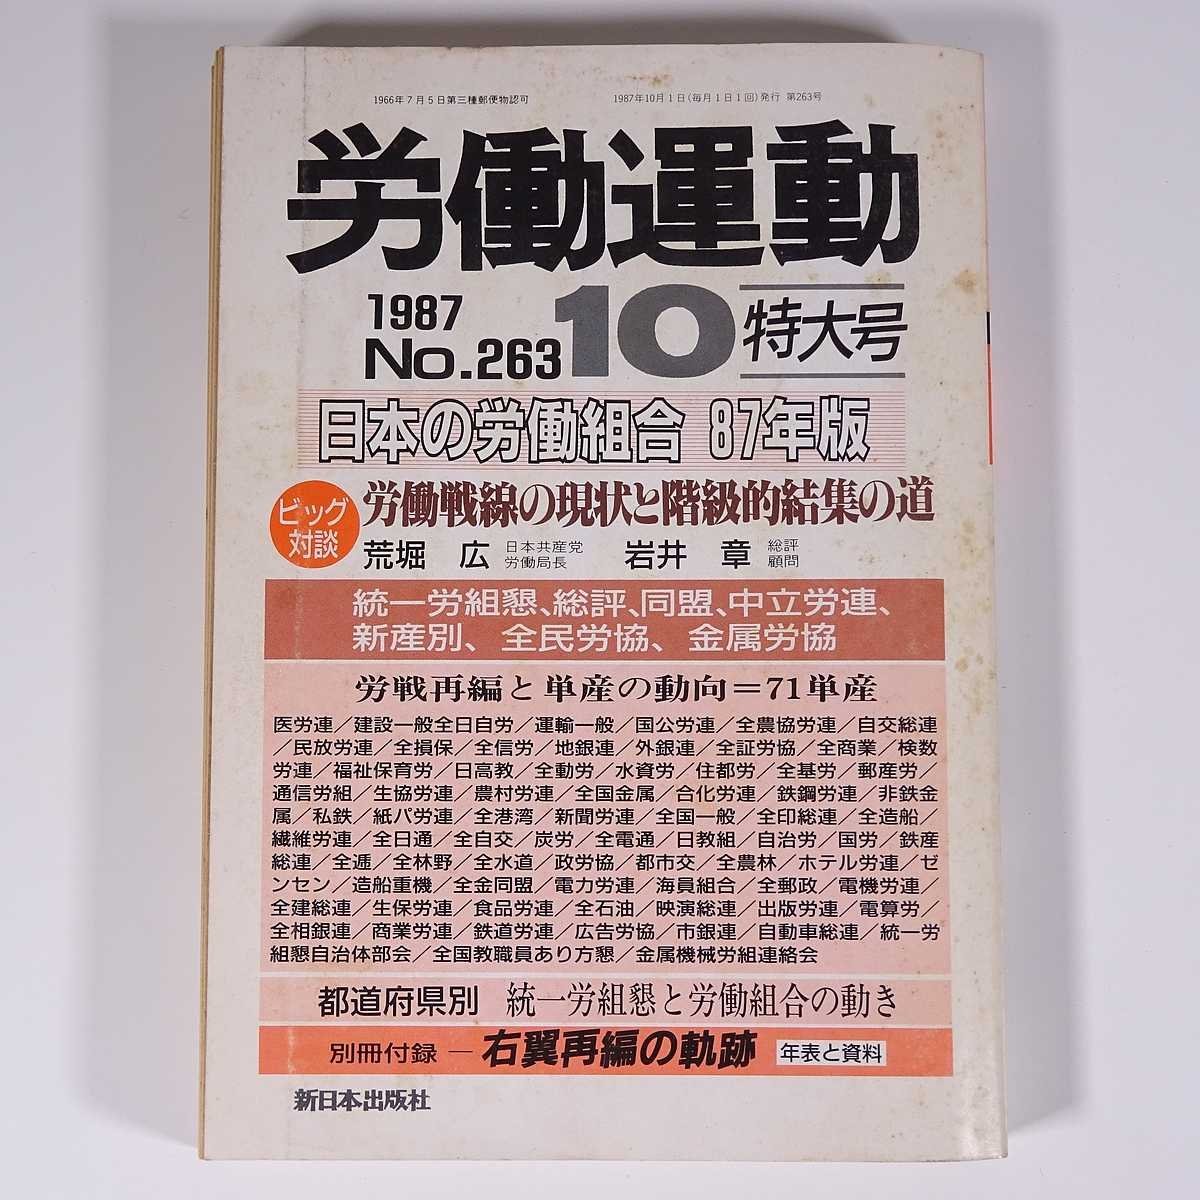 1966年7月5日第三種郵便物認可 1987年10月1日(毎月1日1回)発行 第263号
労働運動
1987
No.263
10
特大号
日本の労働組合 87年版
ビッグ
対談
労働戦線の現状と階級的結集の道
荒堀 広 日本共産党
労働局長
岩井 章 総評
顧問
統一労組懇、総評、同盟、中立労連、
新産別、全民労協、金属労協
労戦再編と単産の動向=71単産
医労連/建設一般全日自労/運輸一般/国公労連/全農協労連/自交総連
/民放労連/全損保/全信労/地銀連/外銀連/全証労協/全商業/検数
労連/福祉保育労/日高教/全動労/水資労/住都労/全基労/郵産労/
通信労組/生協労連/農村労連/全国金属/合化労連/鉄鋼労連/非鉄金
属/私鉄/紙パ労連/全港湾/新聞労連/全国一般/全印総連/全造船/
繊維労連/全日通/全自交/炭労/全電通/日教組/自治労/国労/鉄産
総連/全逓/全林野/全水道/政労協/都市交/全農林/ホテル労連/ゼ
ンセン/造船重機/全金同盟/電力労連/海員組合/全郵政/電機労連/
全建総連/生保労連/食品労連/全石油/映演総連/出版労連/電算労/
全相銀連/商業労連/鉄道労連/広告労協/市銀連/自動車総連/統一労
組懇自治体部会/全国教職員あり方懇/金属機械労組連絡会
都道府県別 統一労組懇と労働組合の動き
別冊付録―右翼再編の軌跡 年表と資料
新日本出版社